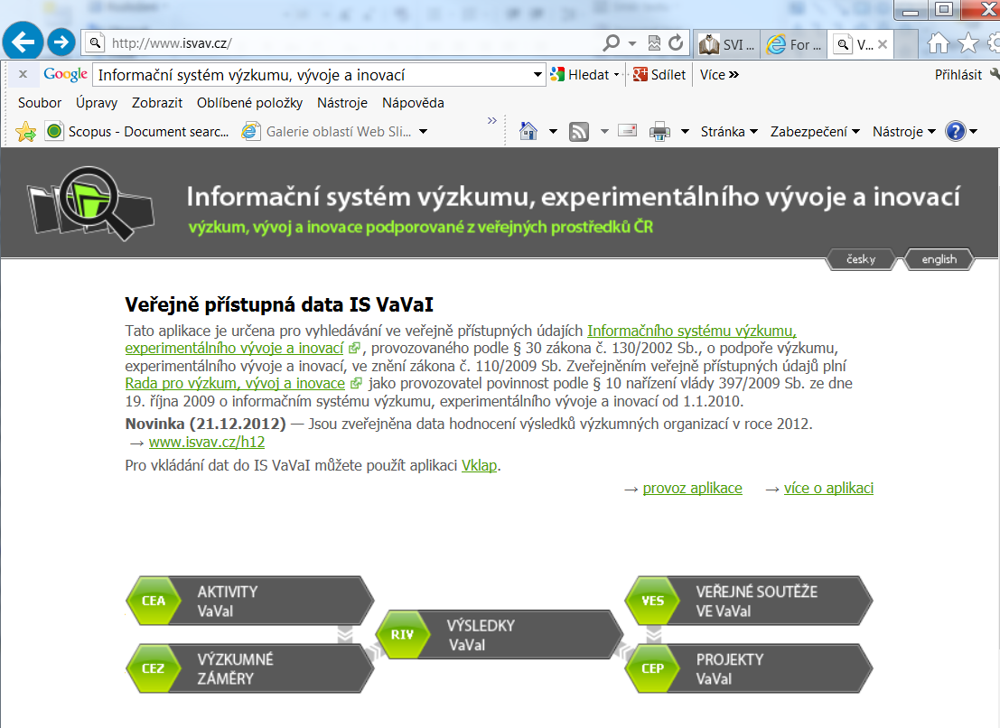 http://www.isvav.cz/
SVI ...
For ...
V...
Google
Informační systém výzkumu, vývoje a inovací
Hledat
Sdílet
Více »
Přihlásit
Soubor Úpravy Zobrazit Oblíbené položky Nástroje Nápověda
Scopus - Document searc...
Galerie oblastí Web Sli...
»
Stránka
Zabezpečení
Nástroje
Informační systém výzkumu, experimentálního vývoje a inovací
výzkum, vývoj a inovace podporované z veřejných prostředků ČR
česky
english
Veřejně přístupná data IS VaVaI
Tato aplikace je určena pro vyhledávání ve veřejně přístupných údajích Informačního systému výzkumu,
experimentálního vývoje a inovací, provozovaného podle § 30 zákona č. 130/2002 Sb., o podpoře výzkumu,
experimentálního vývoje a inovací, ve znění zákona č. 110/2009 Sb. Zveřejněním veřejně přístupných údajů plní
Rada pro výzkum, vývoj a inovace jako provozovatel povinnost podle § 10 nařízení vlády 397/2009 Sb. ze dne
19. října 2009 o informačním systému výzkumu, experimentálního vývoje a inovací od 1.1.2010.
Novinka (21.12.2012) — Jsou zveřejněna data hodnocení výsledků výzkumných organizací v roce 2012.
→ www.isvav.cz/h12
Pro vkládání dat do IS VaVaI můžete použít aplikaci Vklap.
→ provoz aplikace → více o aplikaci
CEA
AKTIVITY
VaVaI
CEZ
VÝZKUMNÉ
ZÁMĚRY
RIV
VÝSLEDKY
VaVaI
VES
VEŘEJNÉ SOUTĚŽE
VE VaVaI
CEP
PROJEKTY
VaVaI